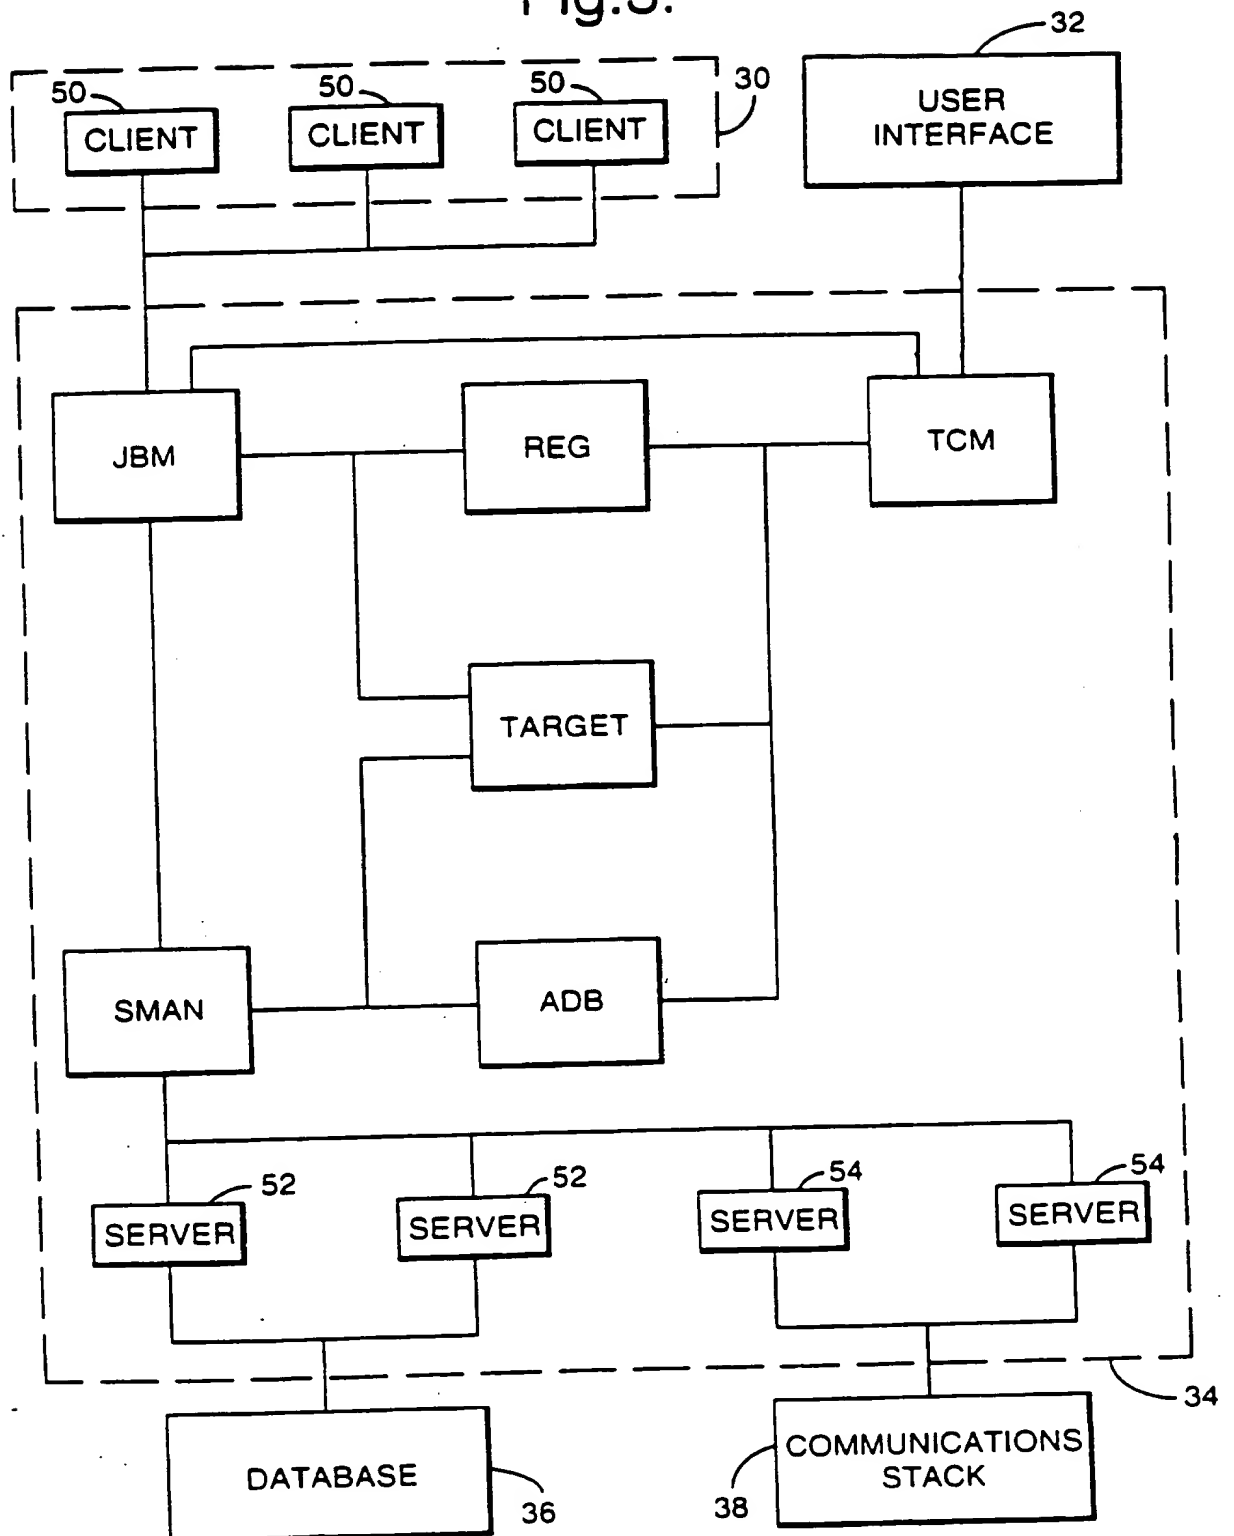 Fig.3.
32
50
50
50
30
USER
INTERFACE
CLIENT
CLIENT
CLIENT
JBM
REG
TCM
TARGET
SMAN
ADB
52
52
54
54
SERVER
SERVER
SERVER
SERVER
34
DATABASE
36
COMMUNICATIONS
STACK
38